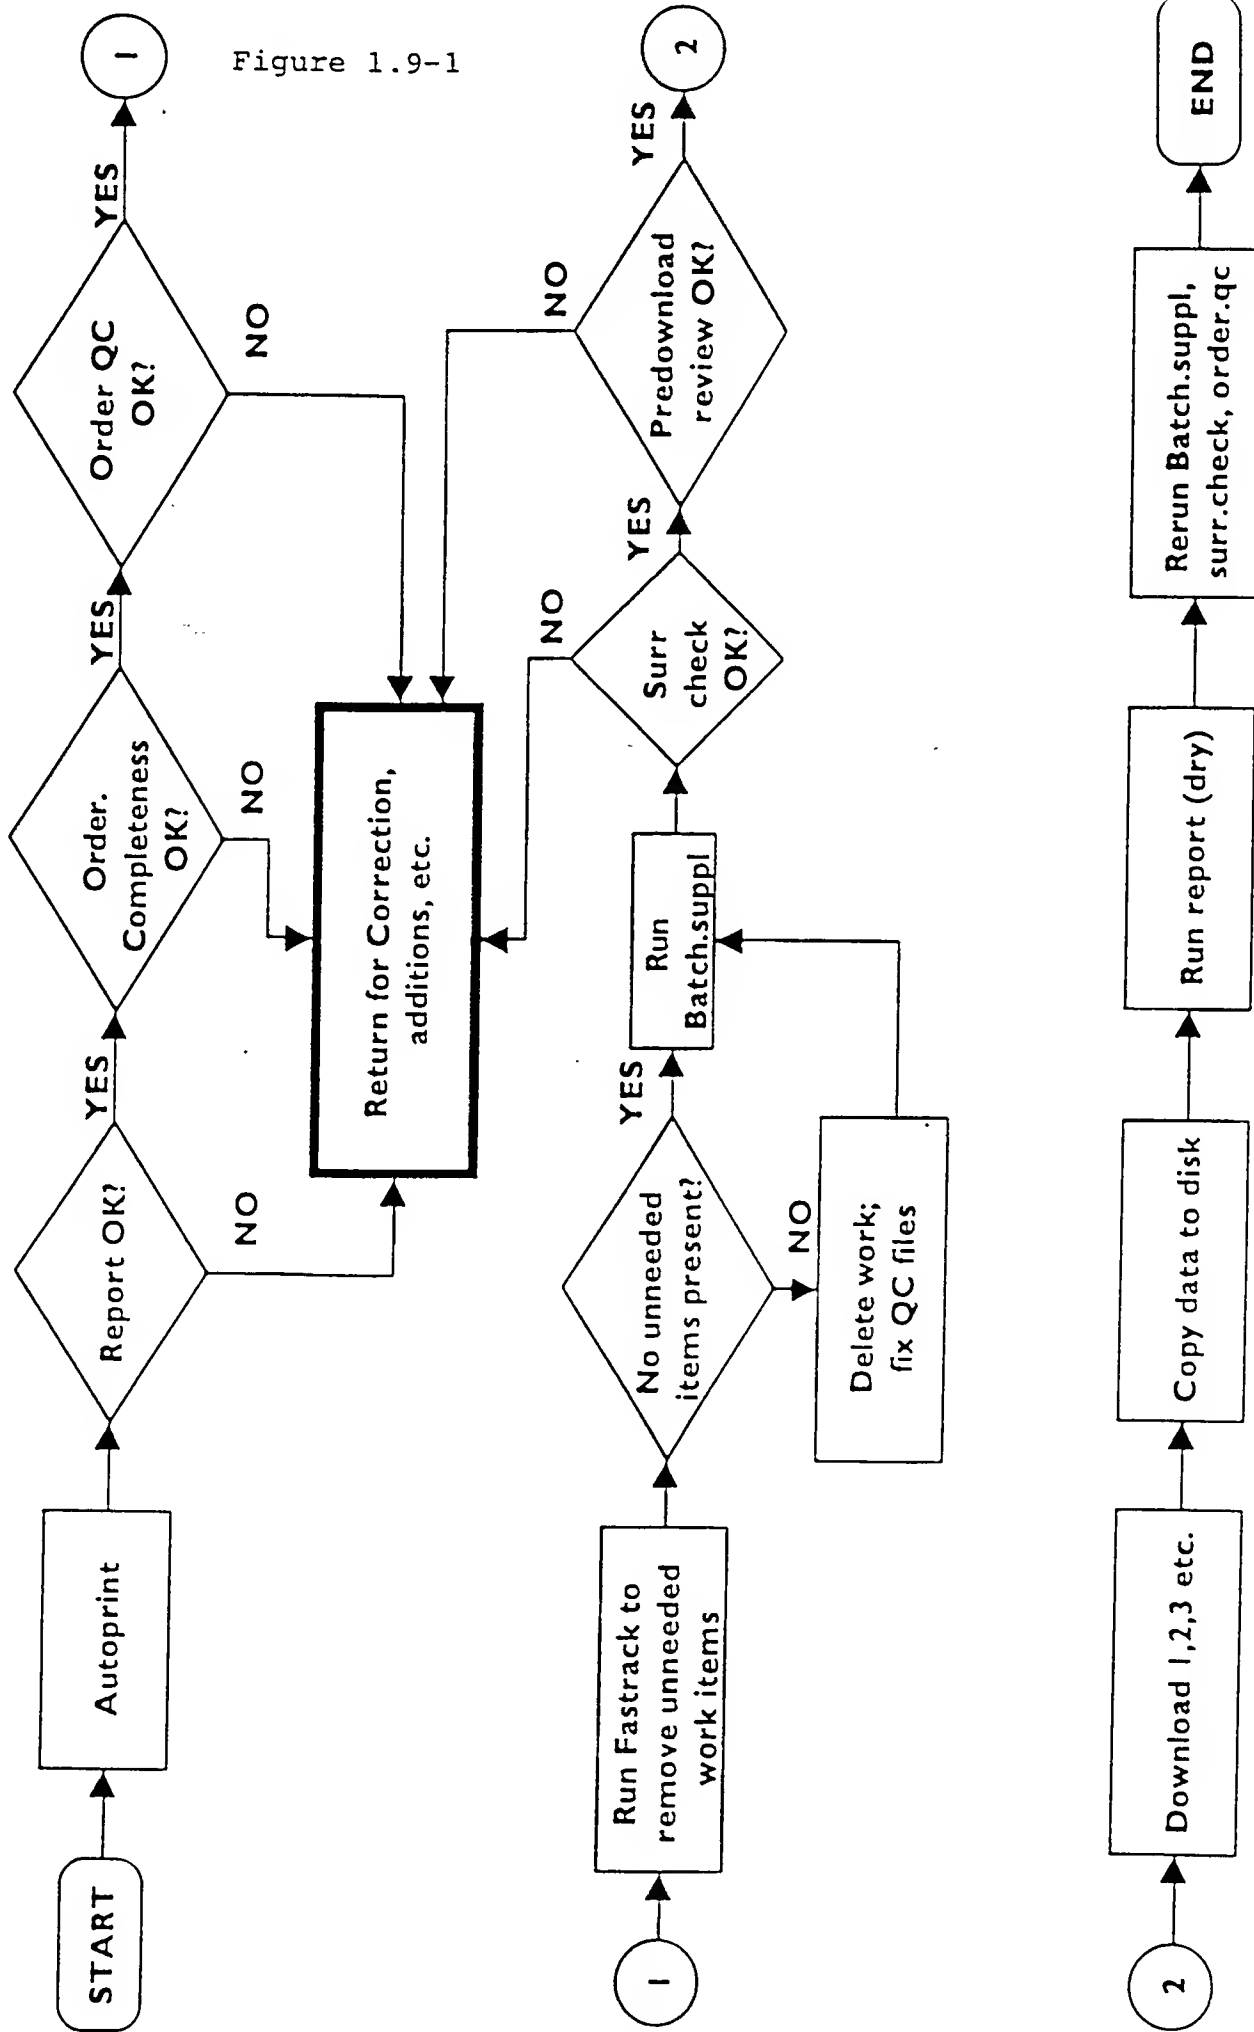 Figure 1.9-1
START
Autoprint
Report OK?
YES
NO
Order.
Completeness
OK?
YES
NO
Order QC
OK?
YES
NO
1
Return for Correction,
additions, etc.
1
Run Fastrack to
remove unneeded
work items
No unneeded
items present?
YES
NO
Delete work;
fix QC files
Run
Batch.suppl
Surr
check
OK?
YES
NO
Predownload
review OK?
YES
NO
2
2
Download 1,2,3 etc.
Copy data to disk
Run report (dry)
Rerun Batch.suppl,
surr.check, order.qc
END